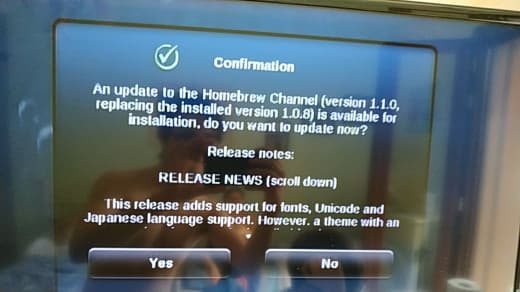 Confirmation
An update to the Homebrew Channel (version 1.1.0,
replacing the installed version 1.0.8) is available for
installation, do you want to update now?
Release notes:
RELEASE NEWS (scroll down)
This release adds support for fonts, Unicode and
Japanese language support. However, a theme with an
Yes
No